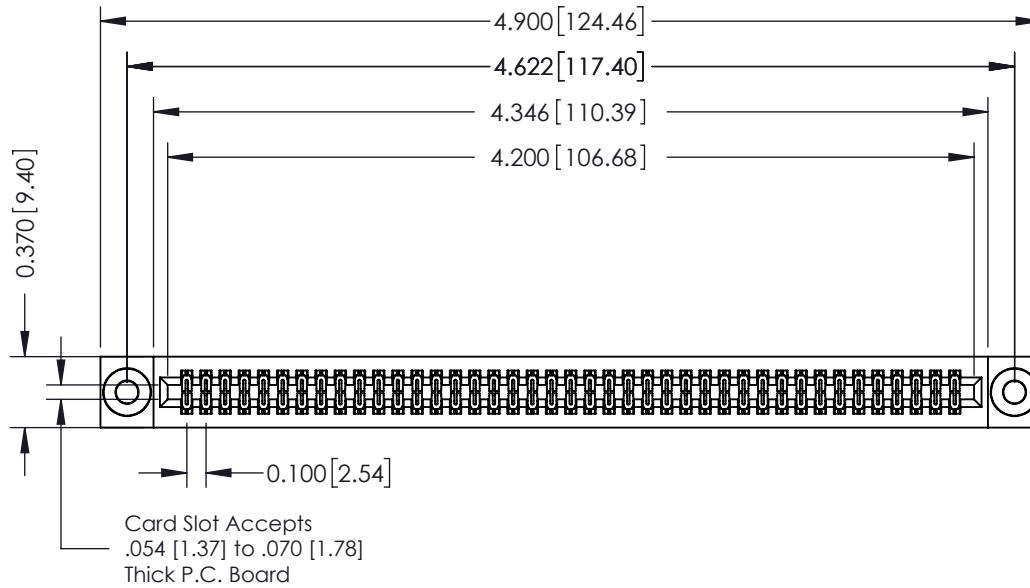 4.900 [124.46]
4.622 [117.40]
4.346 [110.39]
4.200 [106.68]
0.370 [9.40]
0.100 [2.54]
Card Slot Accepts
.054 [1.37] to .070 [1.78]
Thick P.C. Board